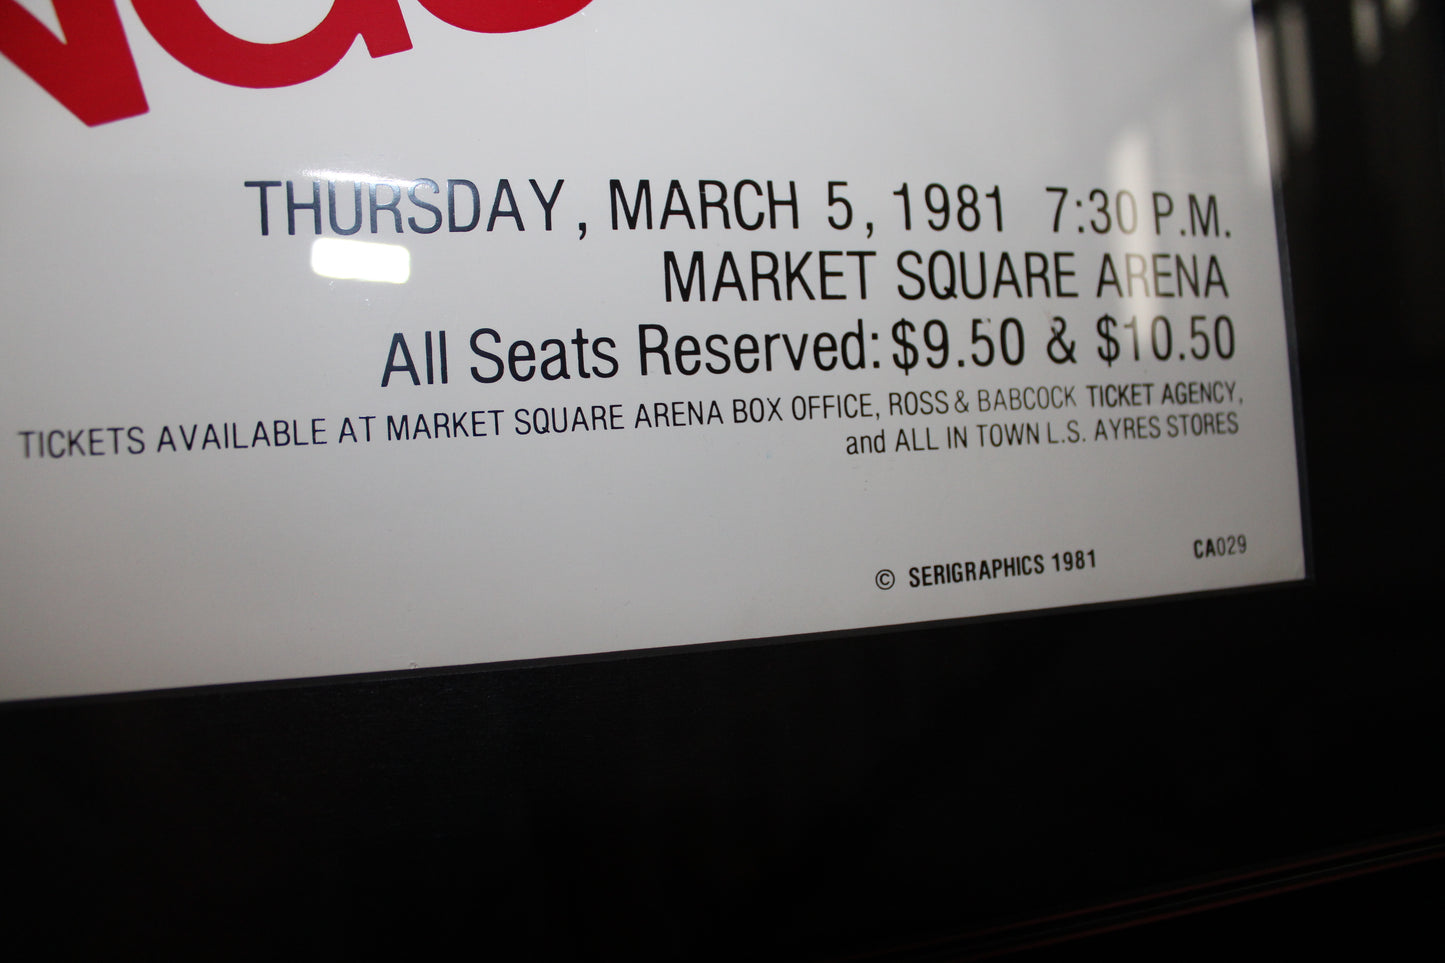 THURSDAY, MARCH 5, 1981 7:30 P.M.
MARKET SQUARE ARENA
All Seats Reserved: $9.50 & $10.50
TICKETS AVAILABLE AT MARKET SQUARE ARENA BOX OFFICE, ROSS & BABCOCK TICKET AGENCY,
and ALL IN TOWN L.S. AYRES STORES
© SERIGRAPHICS 1981 CA029